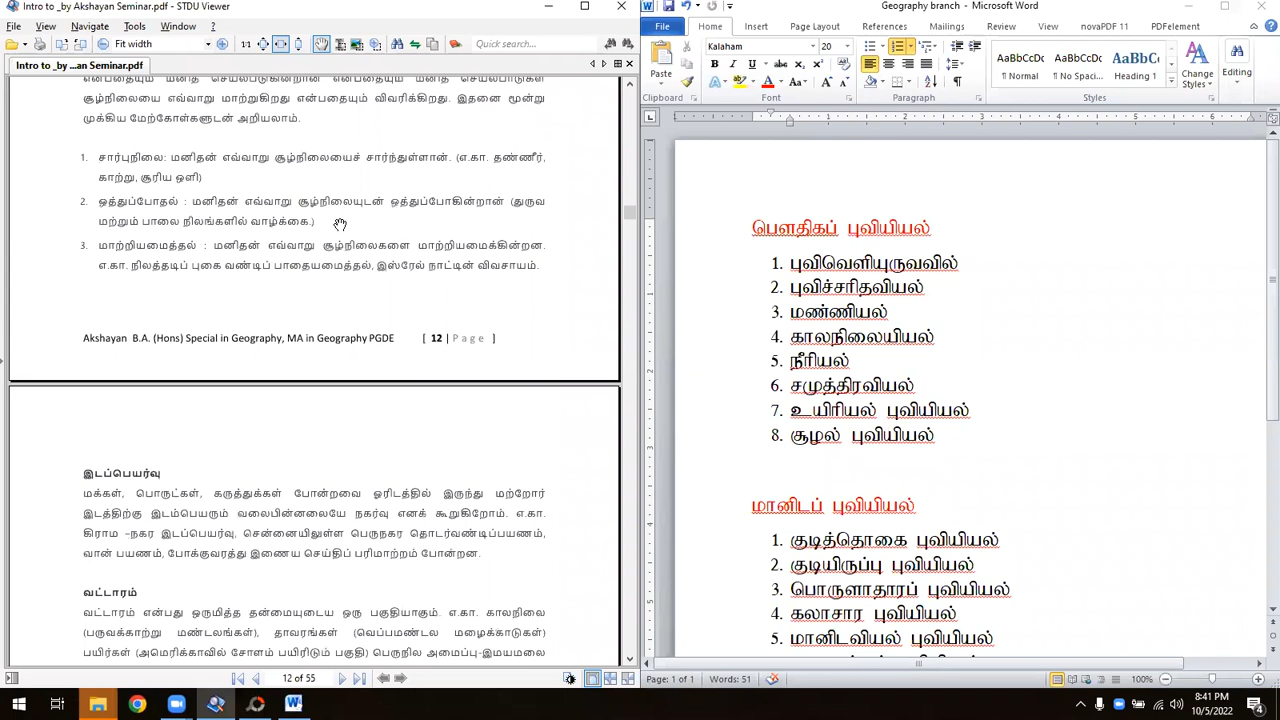 Intro to _by Akshayan Seminar.pdf - STDU Viewer
File View Navigate Tools Window ?
Fit width
Quick search...
Intro to _by ...an Seminar.pdf
சூழ்நிலையை எவ்வாறு மாற்றுகிறது என்பதையும் விவரிக்கிறது. இதனை மூன்று
முக்கிய மேற்கோள்களுடன் அறியலாம்.
1. சார்புநிலை: மனிதன் எவ்வாறு சூழ்நிலையைச் சார்ந்துள்ளான். (எ.கா. தண்ணீர்,
காற்று, சூரிய ஒளி)
2. ஒத்துப்போதல் : மனிதன் எவ்வாறு சூழ்நிலையுடன் ஒத்துப்போகின்றான் (துருவ
மற்றும் பாலை நிலங்களில் வாழ்க்கை.)
3. மாற்றியமைத்தல் : மனிதன் எவ்வாறு சூழ்நிலைகளை மாற்றியமைக்கின்றன.
எ.கா. நிலத்தடிப் புகை வண்டிப் பாதையமைத்தல், இஸ்ரேல் நாட்டின் விவசாயம்.
Akshayan B.A. (Hons) Special in Geography, MA in Geography PGDE [ 12 | Page ]
இடப்பெயர்வு
மக்கள், பொருட்கள், கருத்துக்கள் போன்றவை ஓரிடத்தில் இருந்து மற்றோர்
இடத்திற்கு இடம்பெயரும் வலைபின்னலையே நகர்வு எனக் கூறுகிறோம். எ.கா.
கிராம –நகர இடப்பெயர்வு, சென்னையிலுள்ள பெருநகர தொடர்வண்டிப்பயணம்,
வான் பயணம், போக்குவரத்து இணைய செய்திப் பரிமாற்றம் போன்றன.
வட்டாரம்
வட்டாரம் என்பது ஒருமித்த தன்மையுடைய ஒரு பகுதியாகும். எ.கா. காலநிலை
(பருவக்காற்று மண்டலங்கள்), தாவரங்கள் (வெப்பமண்டல மழைக்காடுகள்)
பயிர்கள் (அமெரிக்காவில் சோளம் பயிரிடும் பகுதி) பெருநில அமைப்பு-இமயமலை
12 of 55
Geography branch - Microsoft Word
File Home Insert Page Layout References Mailings Review View novaPDF 11 PDFelement
Kalaham 20
Paste
AaBbCcDc AaBbCcDc AaBbC
¶ Normal ¶ No Spaci... Heading 1
Change Styles
Editing
Clipboard Font Paragraph Styles
பௌதிகப் புவியியல்
1. புவிவெளியுருவவில்
2. புவிச்சரிதவியல்
3. மண்ணியல்
4. காலநிலையியல்
5. நீரியல்
6. சமுத்திரவியல்
7. உயிரியல் புவியியல்
8. சூழல் புவியியல்
மானிடப் புவியியல்
1. குடித்தொகை புவியியல்
2. குடியிருப்பு புவியியல்
3. பொருளாதாரப் புவியியல்
4. கலாசார புவியியல்
5. மானிடவியல் புவியியல்
Page: 1 of 1 Words: 51 100%
8:41 PM
10/5/2022